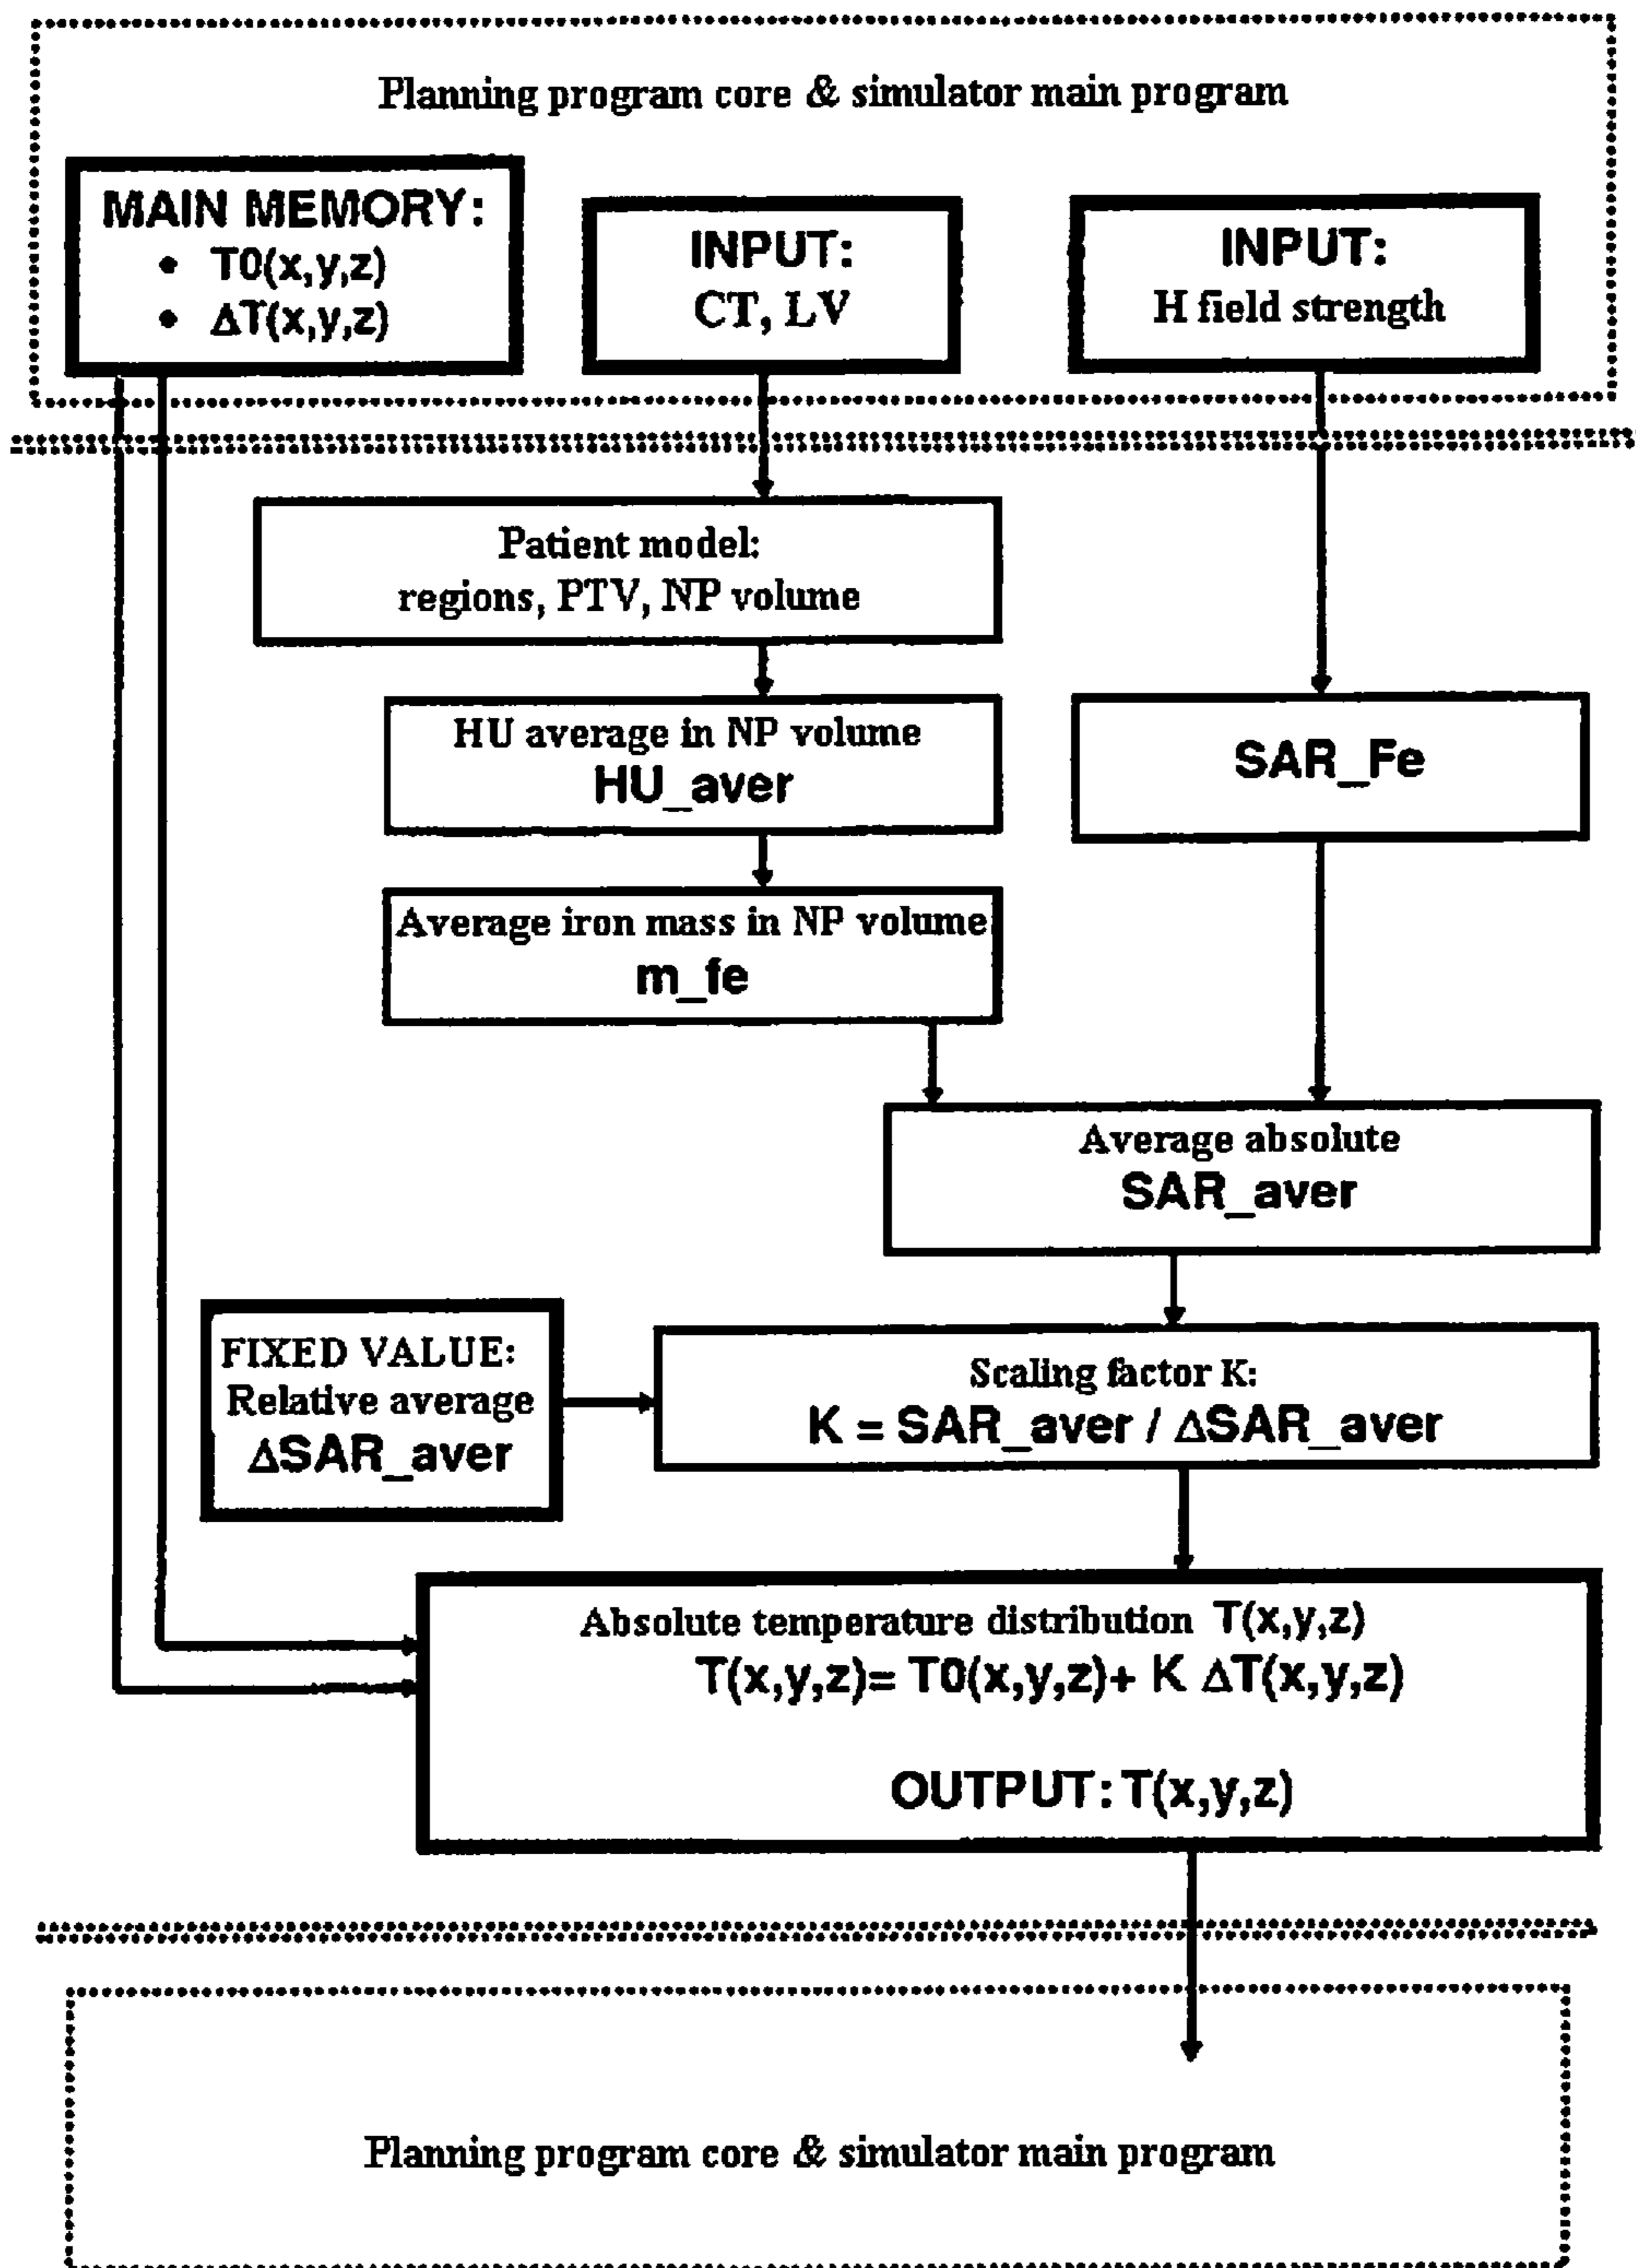 Planning program core & simulator main program
MAIN MEMORY:
• T0(x,y,z)
• ΔT(x,y,z)
INPUT:
CT, LV
INPUT:
H field strength
Patient model:
regions, PTV, NP volume
HU average in NP volume
HU_aver
SAR_Fe
Average iron mass in NP volume
m_fe
Average absolute
SAR_aver
FIXED VALUE:
Relative average
ΔSAR_aver
Scaling factor K:
K = SAR_aver / ΔSAR_aver
Absolute temperature distribution T(x,y,z)
T(x,y,z)= T0(x,y,z)+ K ΔT(x,y,z)
OUTPUT: T(x,y,z)
Planning program core & simulator main program